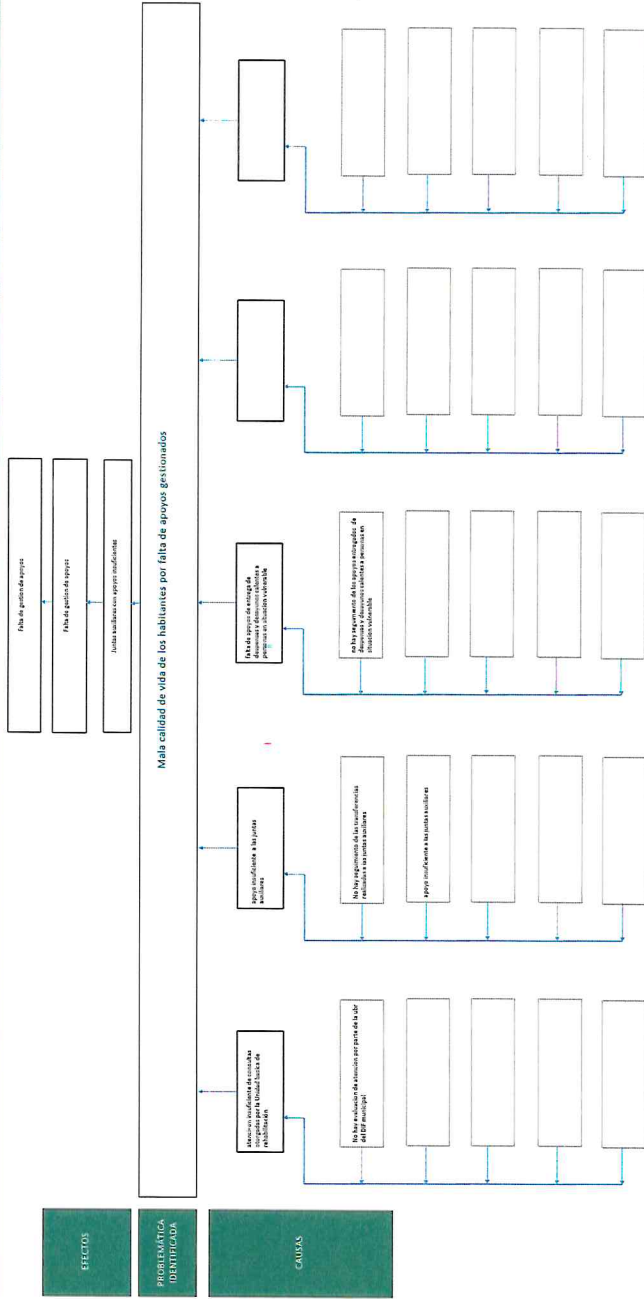 EFECTOS
Falta de gestion de apoyos
Falta de gestion de apoyos
Juntas auxiliares con apoyos insuficientes
PROBLEMÁTICA
IDENTIFICADA
Mala calidad de vida de los habitantes por falta de apoyos gestionados
CAUSAS
atencion insuficiente de consultas
otorgadas por la Unidad basica de
rehabilitación
apoyo insuficiente a las juntas
auxiliares
falta de apoyos de entrega de
despensas y desayunos calientes a
personas en situacion vulnerable
No hay evaluacion de atencion por parte de la ubr
del DIF municipal
No hay seguimiento de las transferencias
realizadas a las juntas auxiliares
no hay seguimiento de los apoyos entregados de
despensas y desayunos calientes a personas en
situacion vulnerable
apoyo insuficiente a las juntas auxiliares